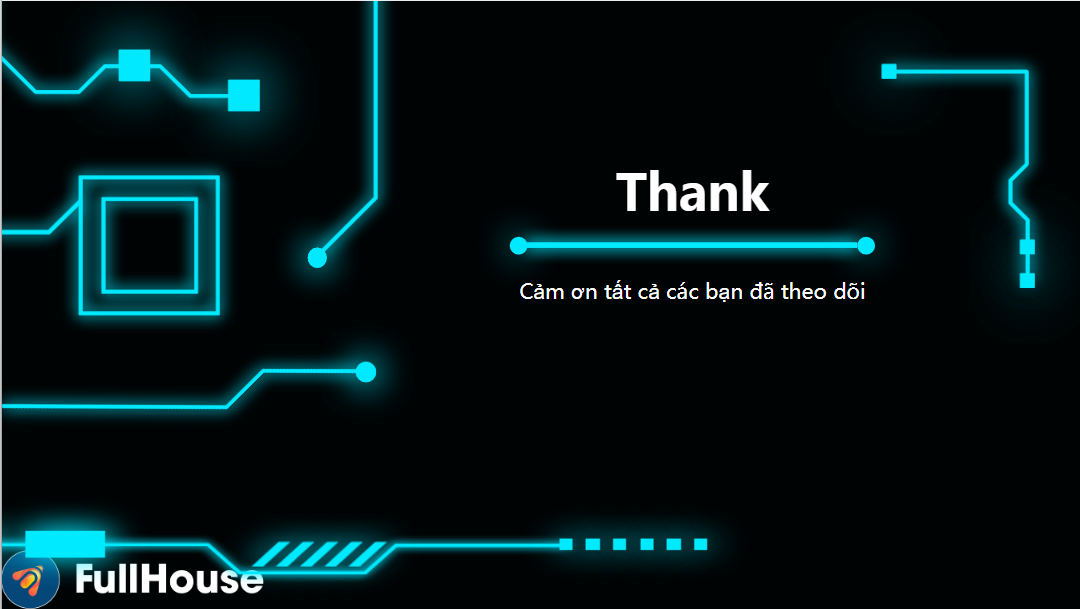 Thank
Cảm ơn tất cả các bạn đã theo dõi
FullHouse